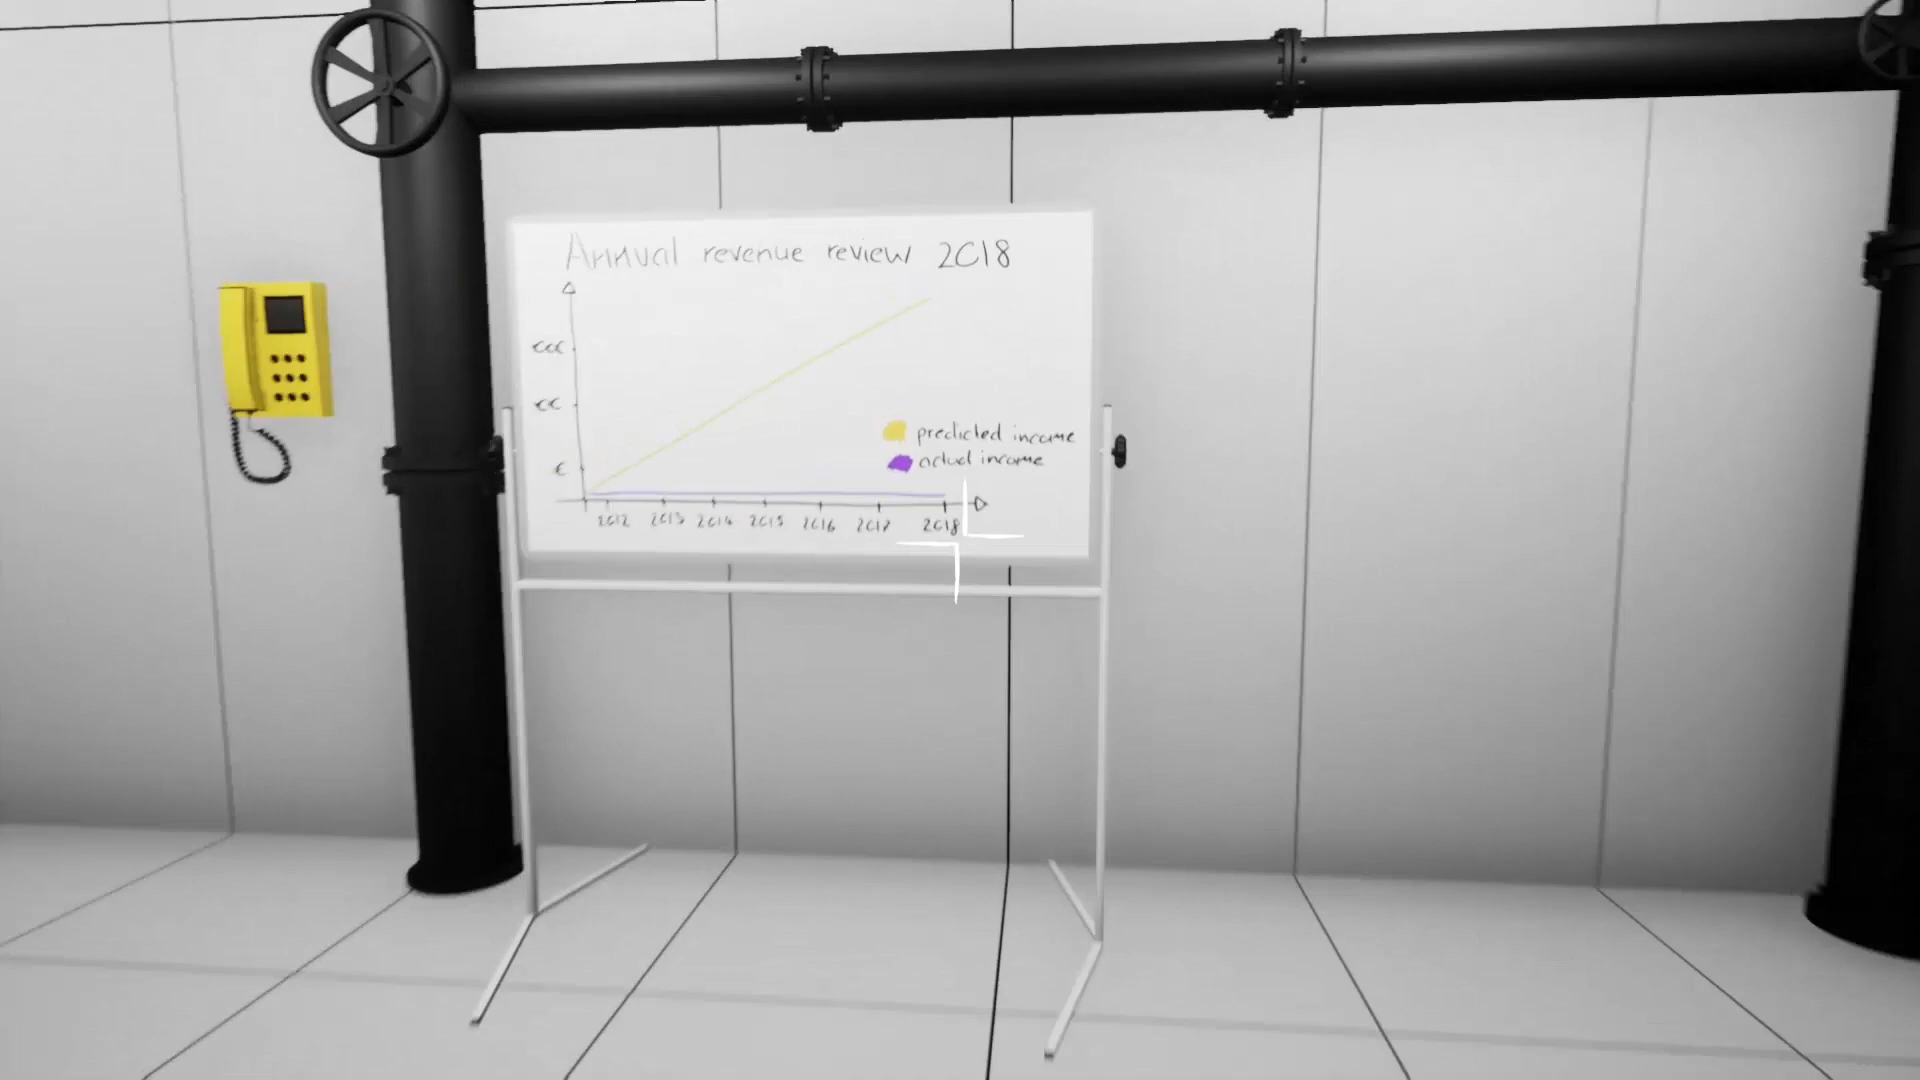 Annual revenue review 2018
€€€
€€
€
predicted income
actual income
2012 2013 2014 2015 2016 2017 2018